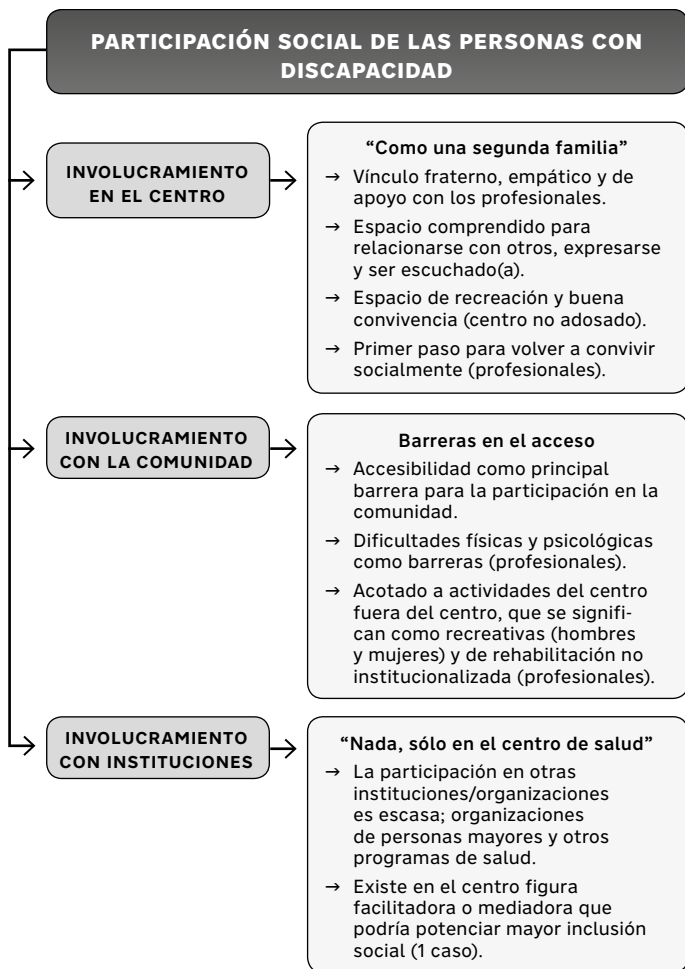 PARTICIPACIÓN SOCIAL DE LAS PERSONAS CON
DISCAPACIDAD
INVOLUCRAMIENTO
EN EL CENTRO
“Como una segunda familia”
→ Vínculo fraterno, empático y de
apoyo con los profesionales.
→ Espacio comprendido para
relacionarse con otros, expresarse
y ser escuchado(a).
→ Espacio de recreación y buena
convivencia (centro no adosado).
→ Primer paso para volver a convivir
socialmente (profesionales).
INVOLUCRAMIENTO
CON LA COMUNIDAD
Barreras en el acceso
→ Accesibilidad como principal
barrera para la participación en la
comunidad.
→ Dificultades físicas y psicológicas
como barreras (profesionales).
→ Acotado a actividades del centro
fuera del centro, que se signifi-
can como recreativas (hombres
y mujeres) y de rehabilitación no
institucionalizada (profesionales).
INVOLUCRAMIENTO
CON INSTITUCIONES
“Nada, sólo en el centro de salud”
→ La participación en otras
instituciones/organizaciones
es escasa; organizaciones
de personas mayores y otros
programas de salud.
→ Existe en el centro figura
facilitadora o mediadora que
podría potenciar mayor inclusión
social (1 caso).